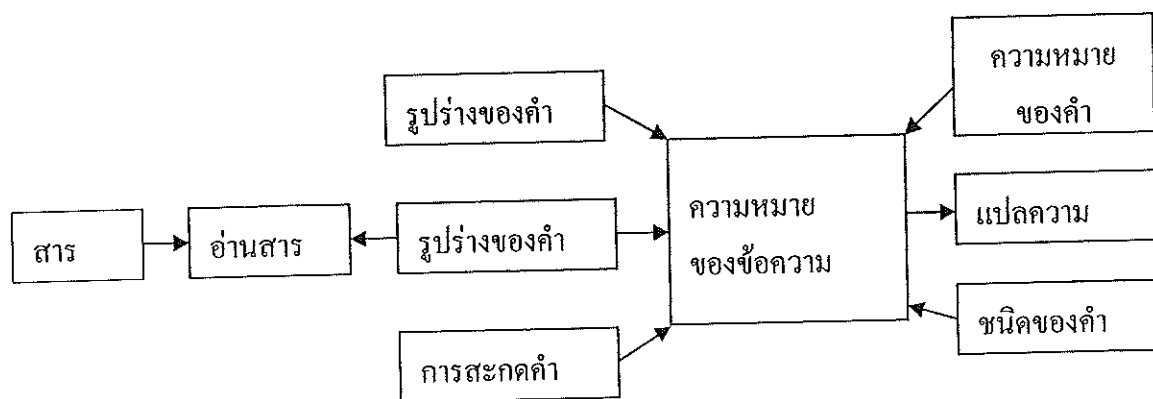 ความหมาย
ของคำ
รูปร่างของคำ
สาร
อ่านสาร
รูปร่างของคำ
ความหมาย
ของข้อความ
แปลความ
ชนิดของคำ
การสะกดคำ